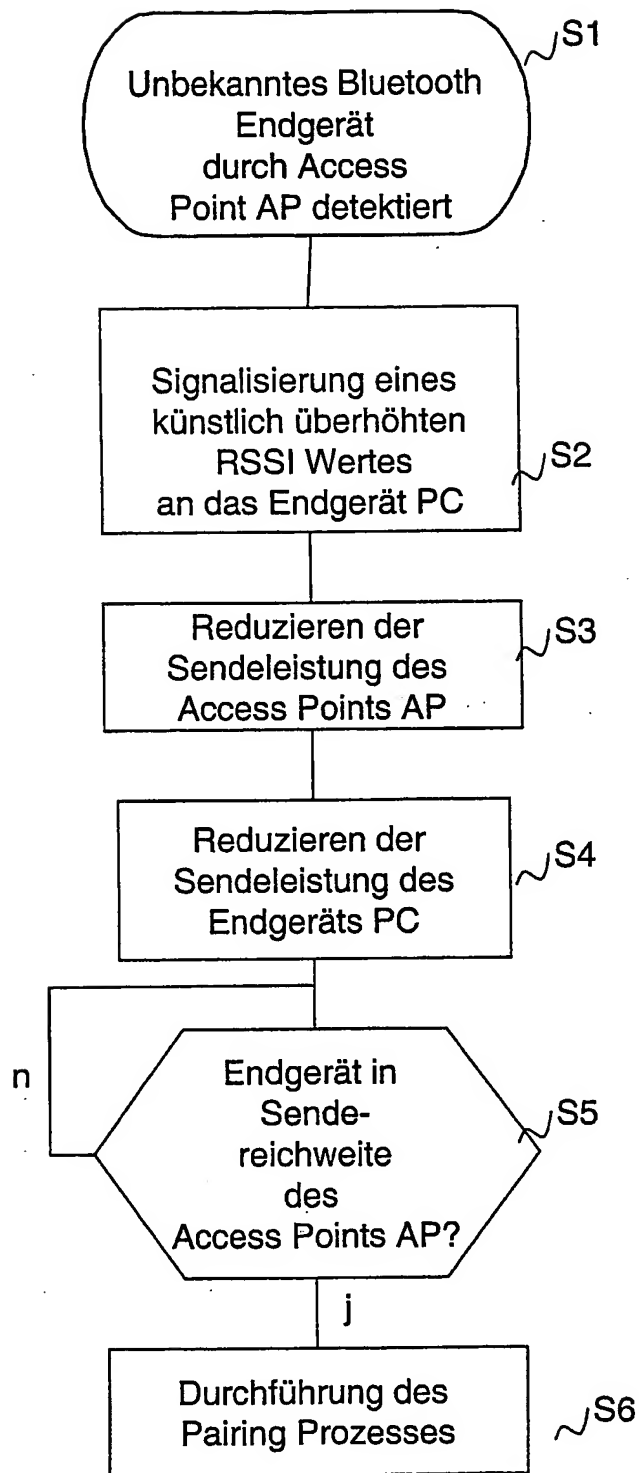 S1
Unbekanntes Bluetooth
Endgerät
durch Access
Point AP detektiert
Signalisierung eines
künstlich überhöhten
RSSI Wertes
an das Endgerät PC
S2
Reduzieren der
Sendeleistung des
Access Points AP
S3
Reduzieren der
Sendeleistung des
Endgeräts PC
S4
n
Endgerät in
Sende-
reichweite
des
Access Points AP?
S5
j
Durchführung des
Pairing Prozesses
S6